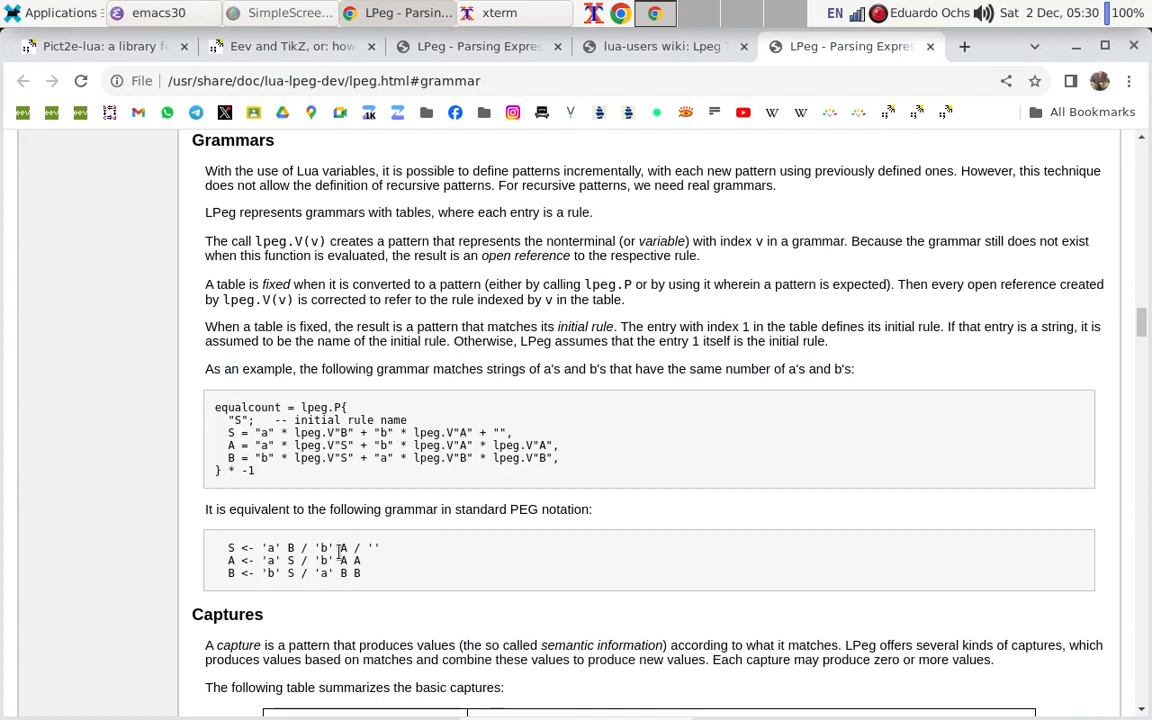 Applications
emacs30
SimpleScree...
LPeg - Parsin...
xterm
EN
Eduardo Ochs
Sat 2 Dec, 05:30
100%
Pict2e-lua: a library f
Eev and TikZ, or: how
LPeg - Parsing Expres
lua-users wiki: Lpeg T
LPeg - Parsing Expres
File
/usr/share/doc/lua-lpeg-dev/lpeg.html#grammar
All Bookmarks
Grammars
With the use of Lua variables, it is possible to define patterns incrementally, with each new pattern using previously defined ones. However, this technique
does not allow the definition of recursive patterns. For recursive patterns, we need real grammars.
LPeg represents grammars with tables, where each entry is a rule.
The call lpeg.V(v) creates a pattern that represents the nonterminal (or variable) with index v in a grammar. Because the grammar still does not exist
when this function is evaluated, the result is an open reference to the respective rule.
A table is fixed when it is converted to a pattern (either by calling lpeg.P or by using it wherein a pattern is expected). Then every open reference created
by lpeg.V(v) is corrected to refer to the rule indexed by v in the table.
When a table is fixed, the result is a pattern that matches its initial rule. The entry with index 1 in the table defines its initial rule. If that entry is a string, it is
assumed to be the name of the initial rule. Otherwise, LPeg assumes that the entry 1 itself is the initial rule.
As an example, the following grammar matches strings of a's and b's that have the same number of a's and b's:
equalcount = lpeg.P{
  "S";   -- initial rule name
  S = "a" * lpeg.V"B" + "b" * lpeg.V"A" + "",
  A = "a" * lpeg.V"S" + "b" * lpeg.V"A" * lpeg.V"A",
  B = "b" * lpeg.V"S" + "a" * lpeg.V"B" * lpeg.V"B",
} * -1
It is equivalent to the following grammar in standard PEG notation:
  S <- 'a' B / 'b' A / ''
  A <- 'a' S / 'b' A A
  B <- 'b' S / 'a' B B
Captures
A capture is a pattern that produces values (the so called semantic information) according to what it matches. LPeg offers several kinds of captures, which
produces values based on matches and combine these values to produce new values. Each capture may produce zero or more values.
The following table summarizes the basic captures: